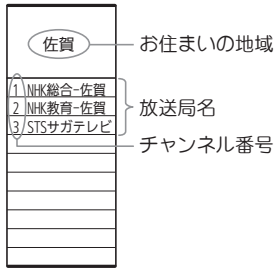 佐賀
お住まいの地域
1 NHK総合-佐賀
2 NHK教育-佐賀
3 STSサガテレビ
放送局名
チャンネル番号